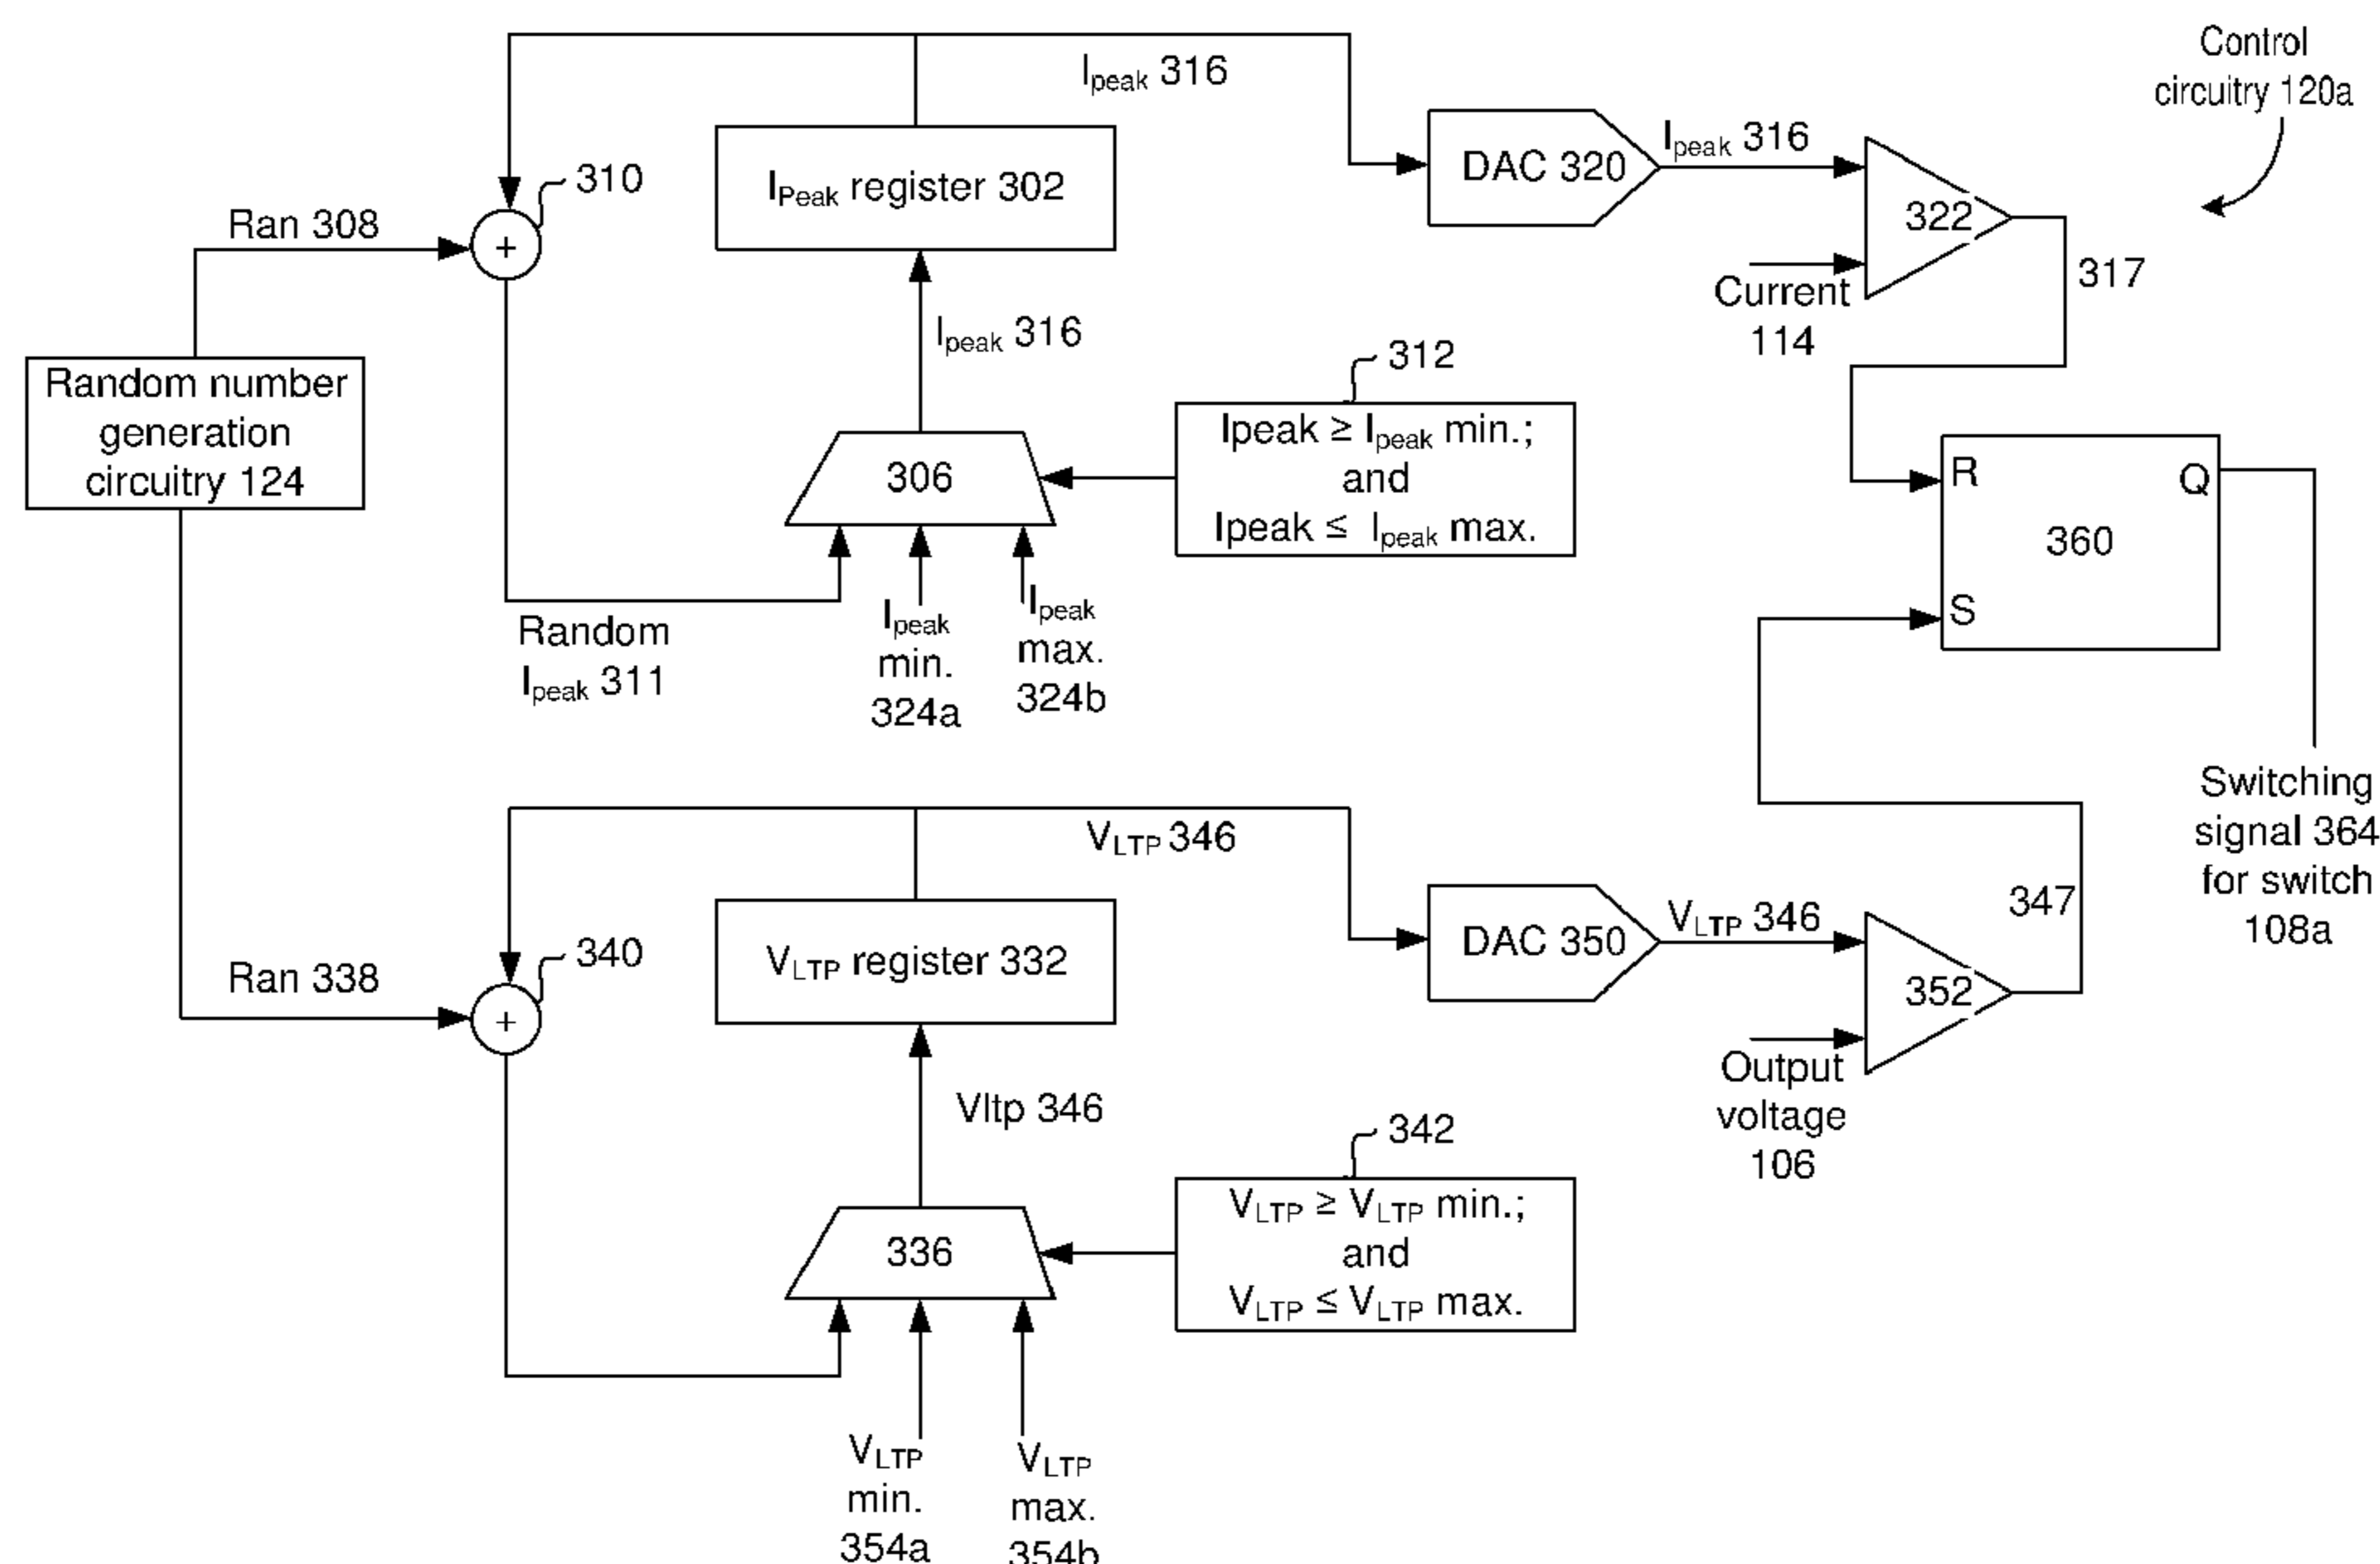 Control
circuitry 120a
Ipeak 316
310
IPeak register 302
DAC 320
Ipeak 316
322
Ran 308
+
317
Current
114
Ipeak 316
312
Random number
generation
circuitry 124
306
Ipeak ≥ Ipeak min.;
and
Ipeak ≤ Ipeak max.
R
Q
360
S
Random
Ipeak 311
Ipeak
min.
324a
Ipeak
max.
324b
Switching
signal 364
for switch
108a
VLTP 346
340
VLTP register 332
DAC 350
VLTP 346
347
352
Ran 338
+
Output
voltage
106
Vltp 346
342
336
VLTP ≥ VLTP min.;
and
VLTP ≤ VLTP max.
VLTP
min.
354a
VLTP
max.
354b